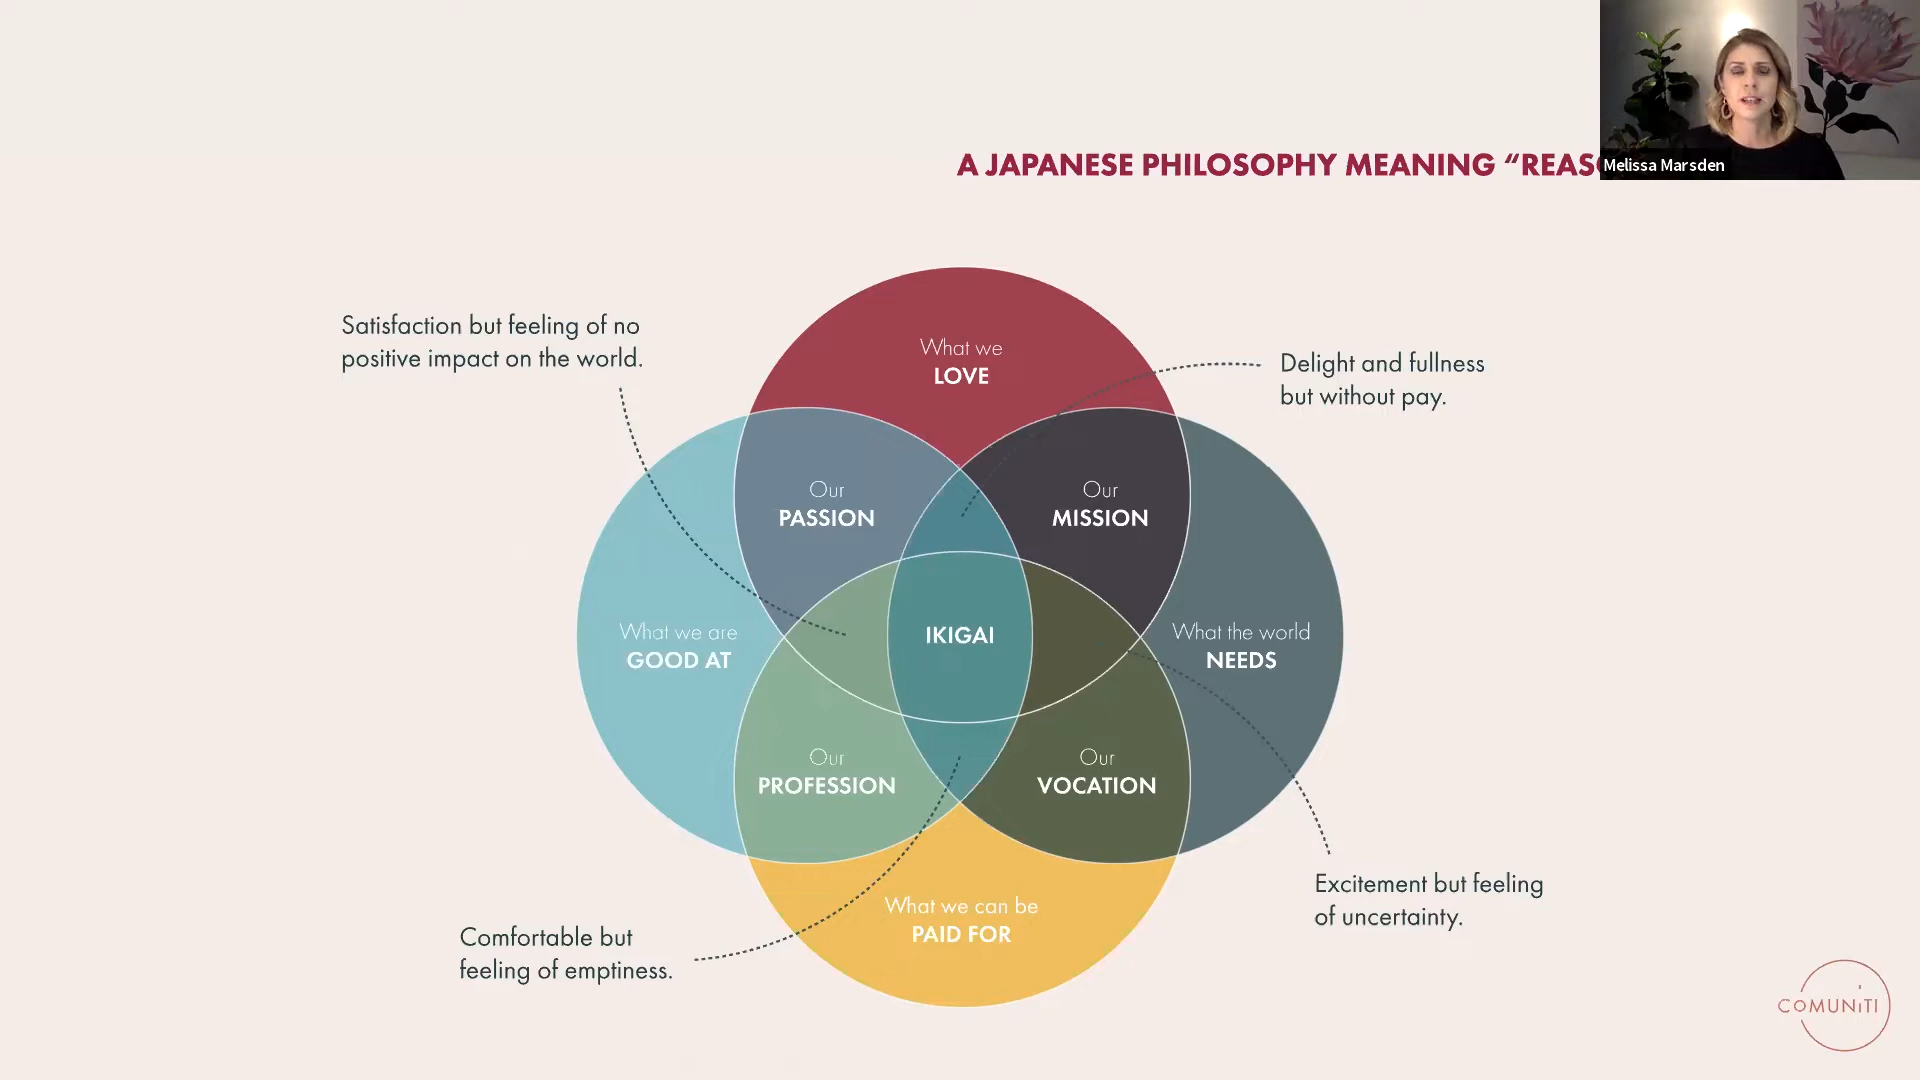 A JAPANESE PHILOSOPHY MEANING “REAS
Melissa Marsden
Satisfaction but feeling of no
positive impact on the world.
What we
LOVE
Delight and fullness
but without pay.
Our
PASSION
Our
MISSION
What we are
GOOD AT
IKIGAI
What the world
NEEDS
Our
PROFESSION
Our
VOCATION
What we can be
PAID FOR
Excitement but feeling
of uncertainty.
Comfortable but
feeling of emptiness.
COMUNiTI